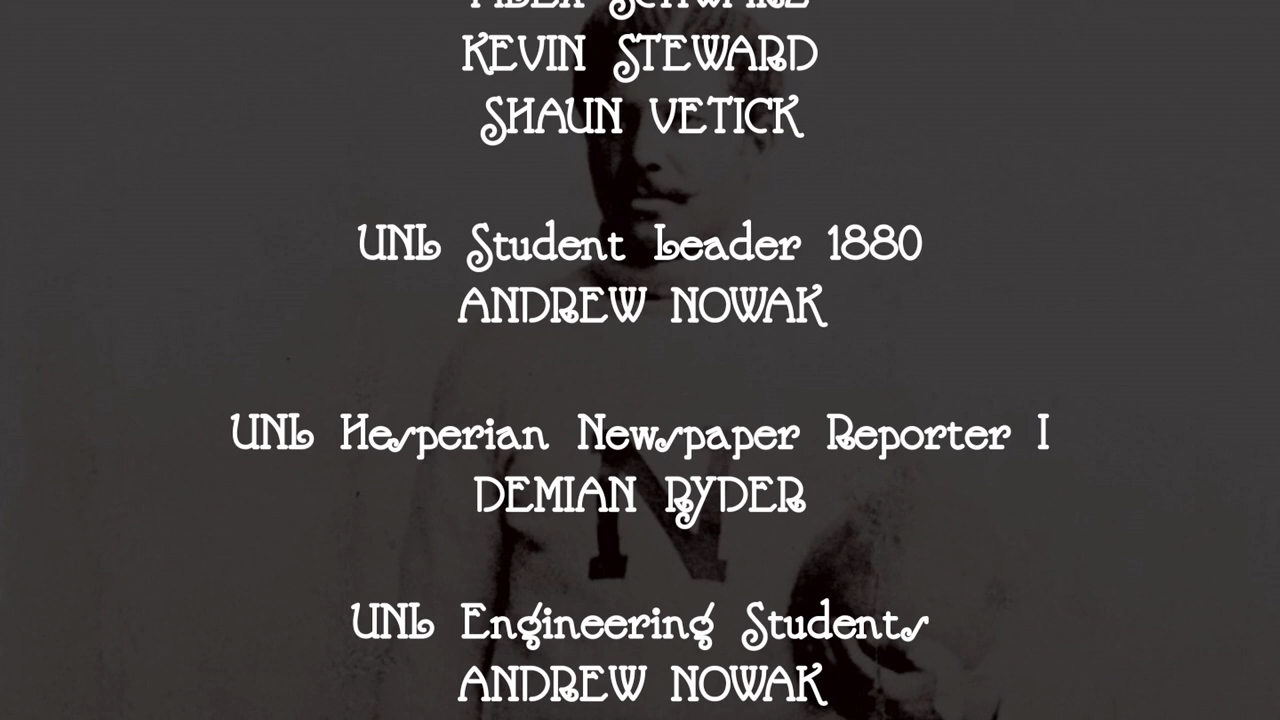 KEVIN STEWARD
SHAUN VETICK
UNL Student Leader 1880
ANDREW NOWAK
UNL Hesperian Newspaper Reporter I
DEMIAN RYDER
UNL Engineering Students
ANDREW NOWAK
N